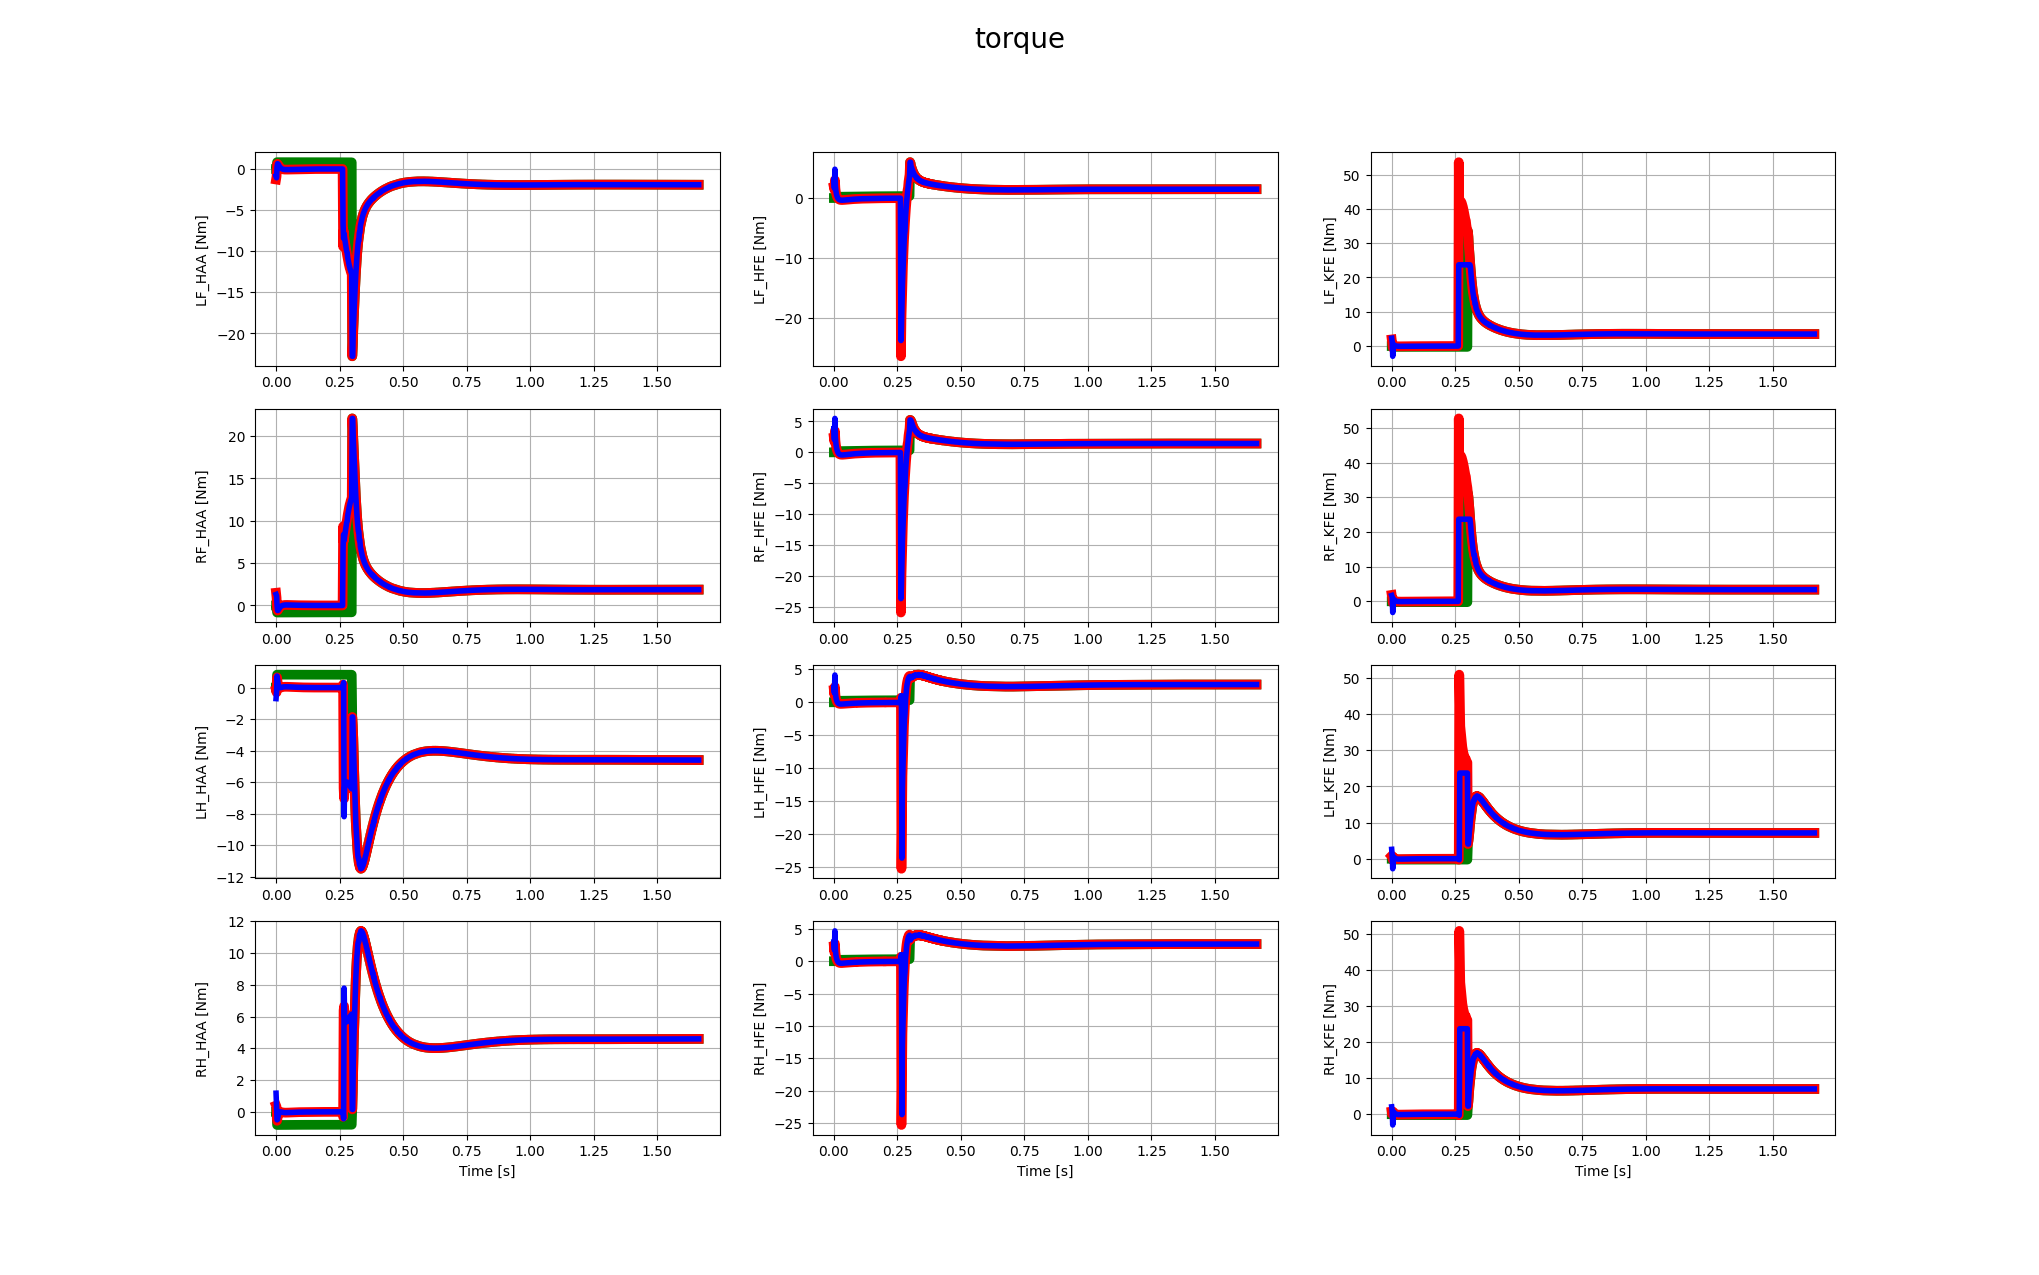 torque
0
−5
−10
−15
−20
LF_HAA [Nm]
0.00 0.25 0.50 0.75 1.00 1.25 1.50
0
−10
−20
LF_HFE [Nm]
0.00 0.25 0.50 0.75 1.00 1.25 1.50
50
40
30
20
10
0
LF_KFE [Nm]
0.00 0.25 0.50 0.75 1.00 1.25 1.50
20
15
10
5
0
RF_HAA [Nm]
0.00 0.25 0.50 0.75 1.00 1.25 1.50
5
0
−5
−10
−15
−20
−25
RF_HFE [Nm]
0.00 0.25 0.50 0.75 1.00 1.25 1.50
50
40
30
20
10
0
RF_KFE [Nm]
0.00 0.25 0.50 0.75 1.00 1.25 1.50
0
−2
−4
−6
−8
−10
−12
LH_HAA [Nm]
0.00 0.25 0.50 0.75 1.00 1.25 1.50
5
0
−5
−10
−15
−20
−25
LH_HFE [Nm]
0.00 0.25 0.50 0.75 1.00 1.25 1.50
50
40
30
20
10
0
LH_KFE [Nm]
0.00 0.25 0.50 0.75 1.00 1.25 1.50
12
10
8
6
4
2
0
RH_HAA [Nm]
0.00 0.25 0.50 0.75 1.00 1.25 1.50
Time [s]
5
0
−5
−10
−15
−20
−25
RH_HFE [Nm]
0.00 0.25 0.50 0.75 1.00 1.25 1.50
Time [s]
50
40
30
20
10
0
RH_KFE [Nm]
0.00 0.25 0.50 0.75 1.00 1.25 1.50
Time [s]